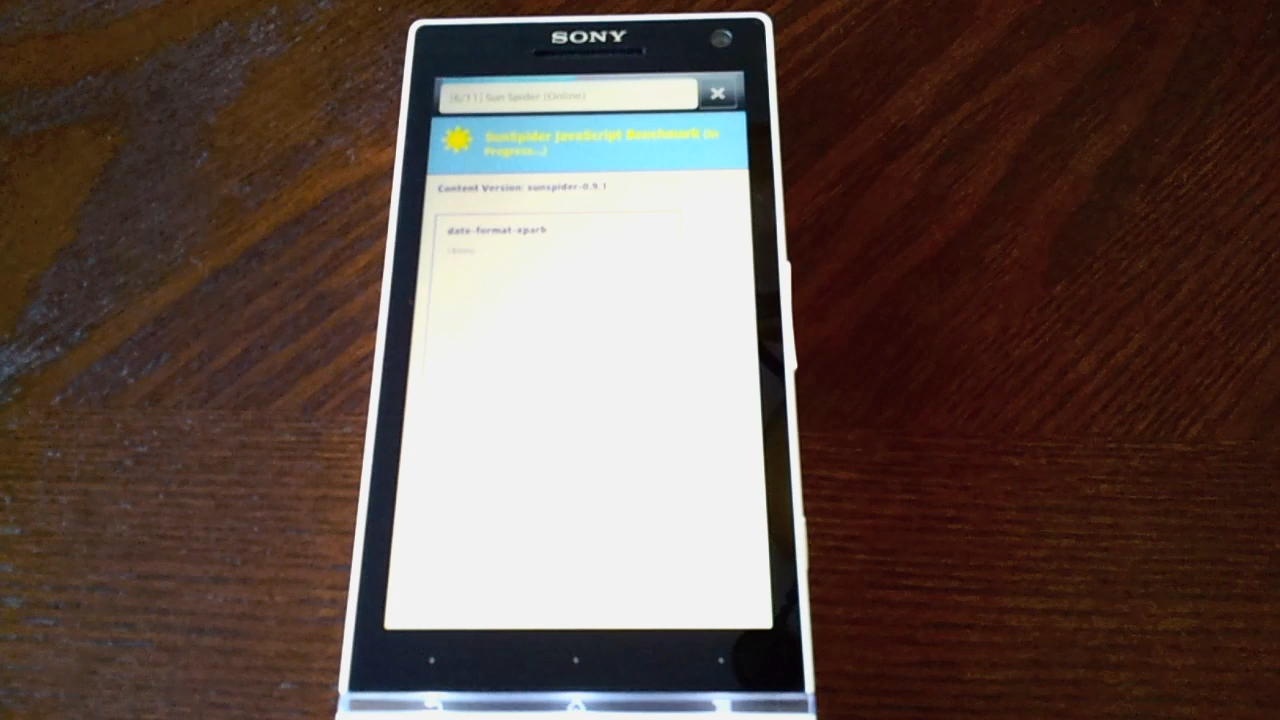 SONY
[6/11] Sun Spider (Online)
SunSpider JavaScript Benchmark (In
Progress...)
Content Version: sunspider-0.9.1
date-format-xparb